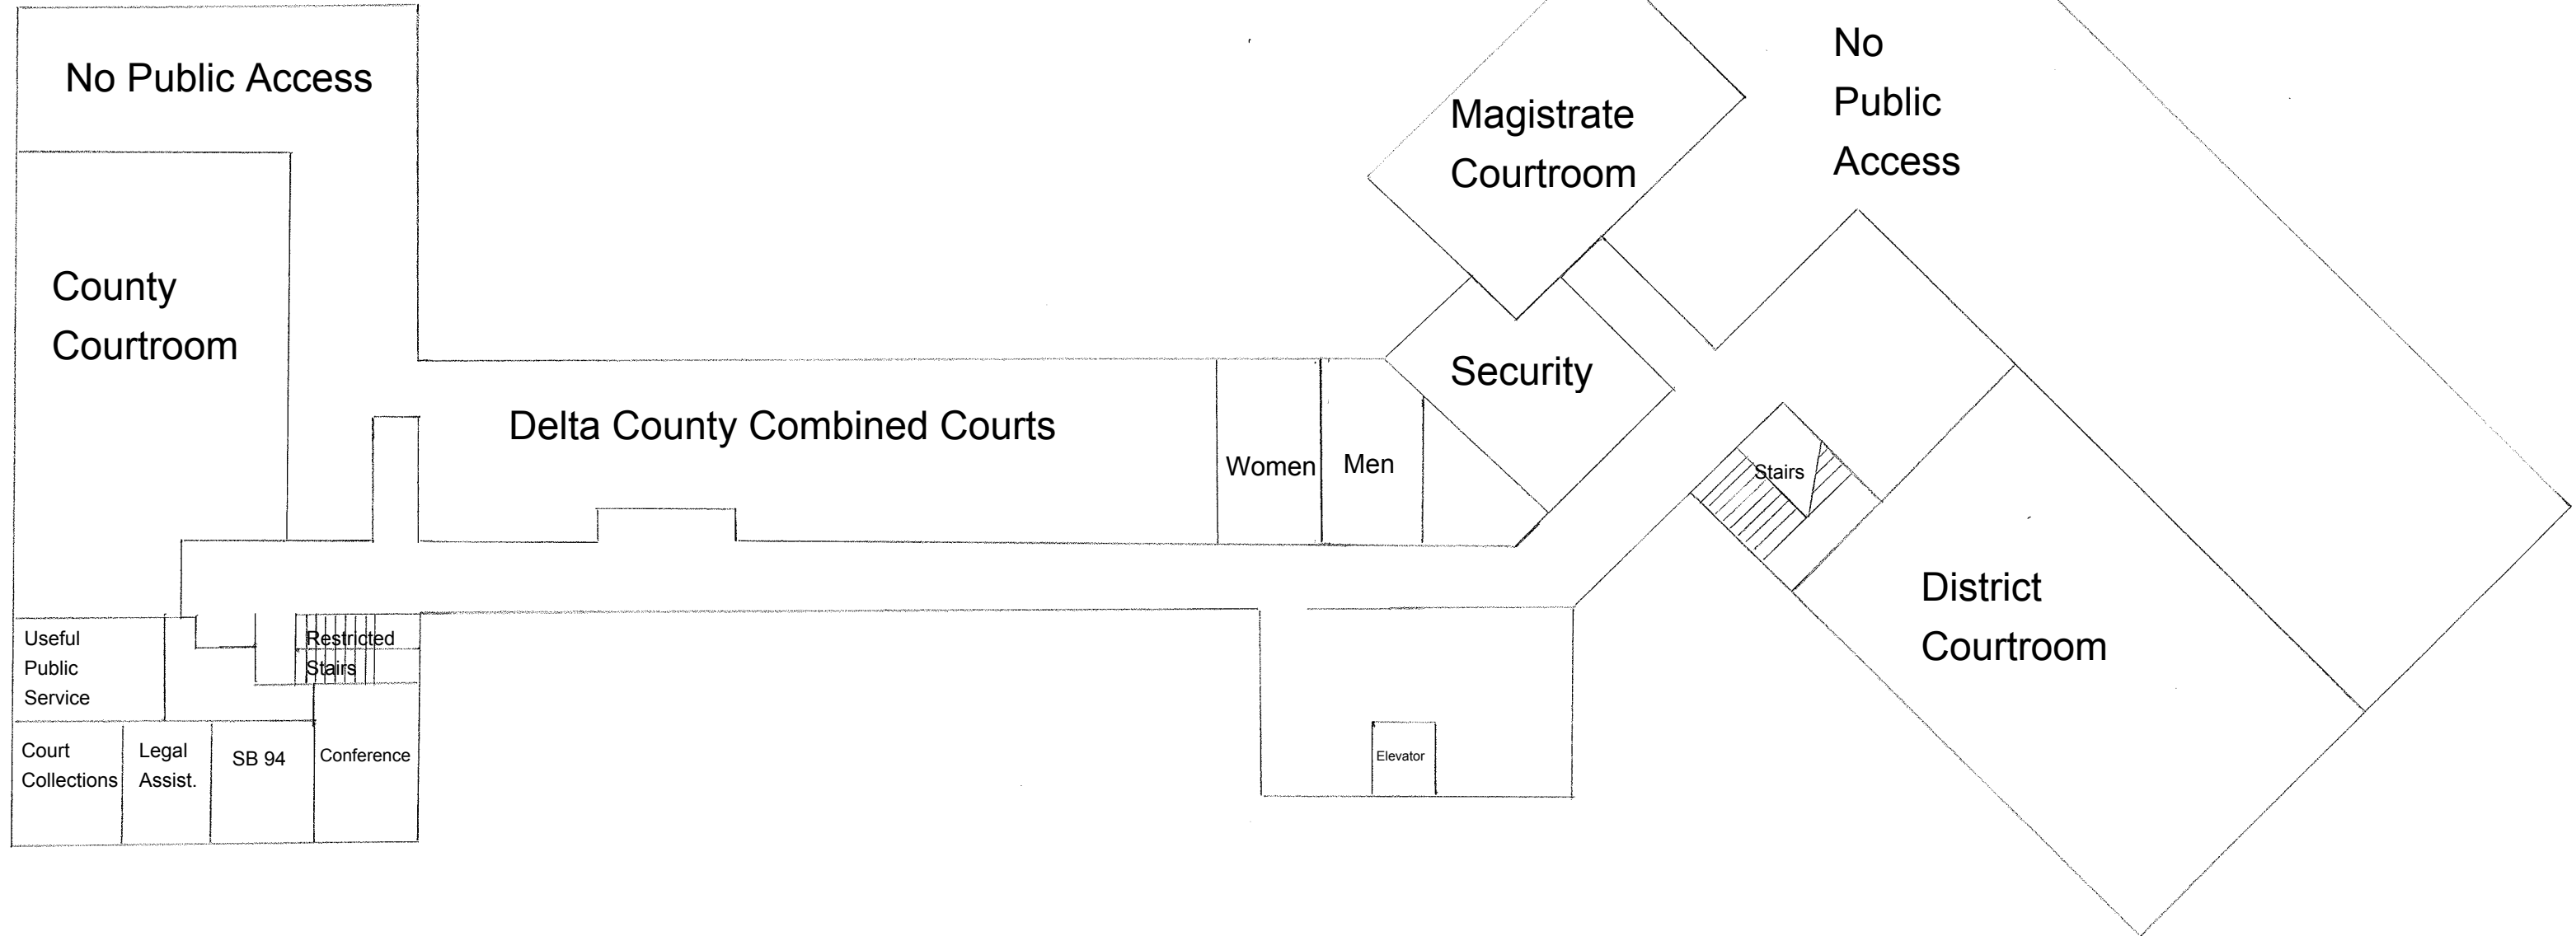 No Public Access
County
Courtroom
Delta County Combined Courts
Women
Men
Magistrate
Courtroom
Security
No
Public
Access
Stairs
District
Courtroom
Useful
Public
Service
Restricted
Stairs
Court
Collections
Legal
Assist.
SB 94
Conference
Elevator